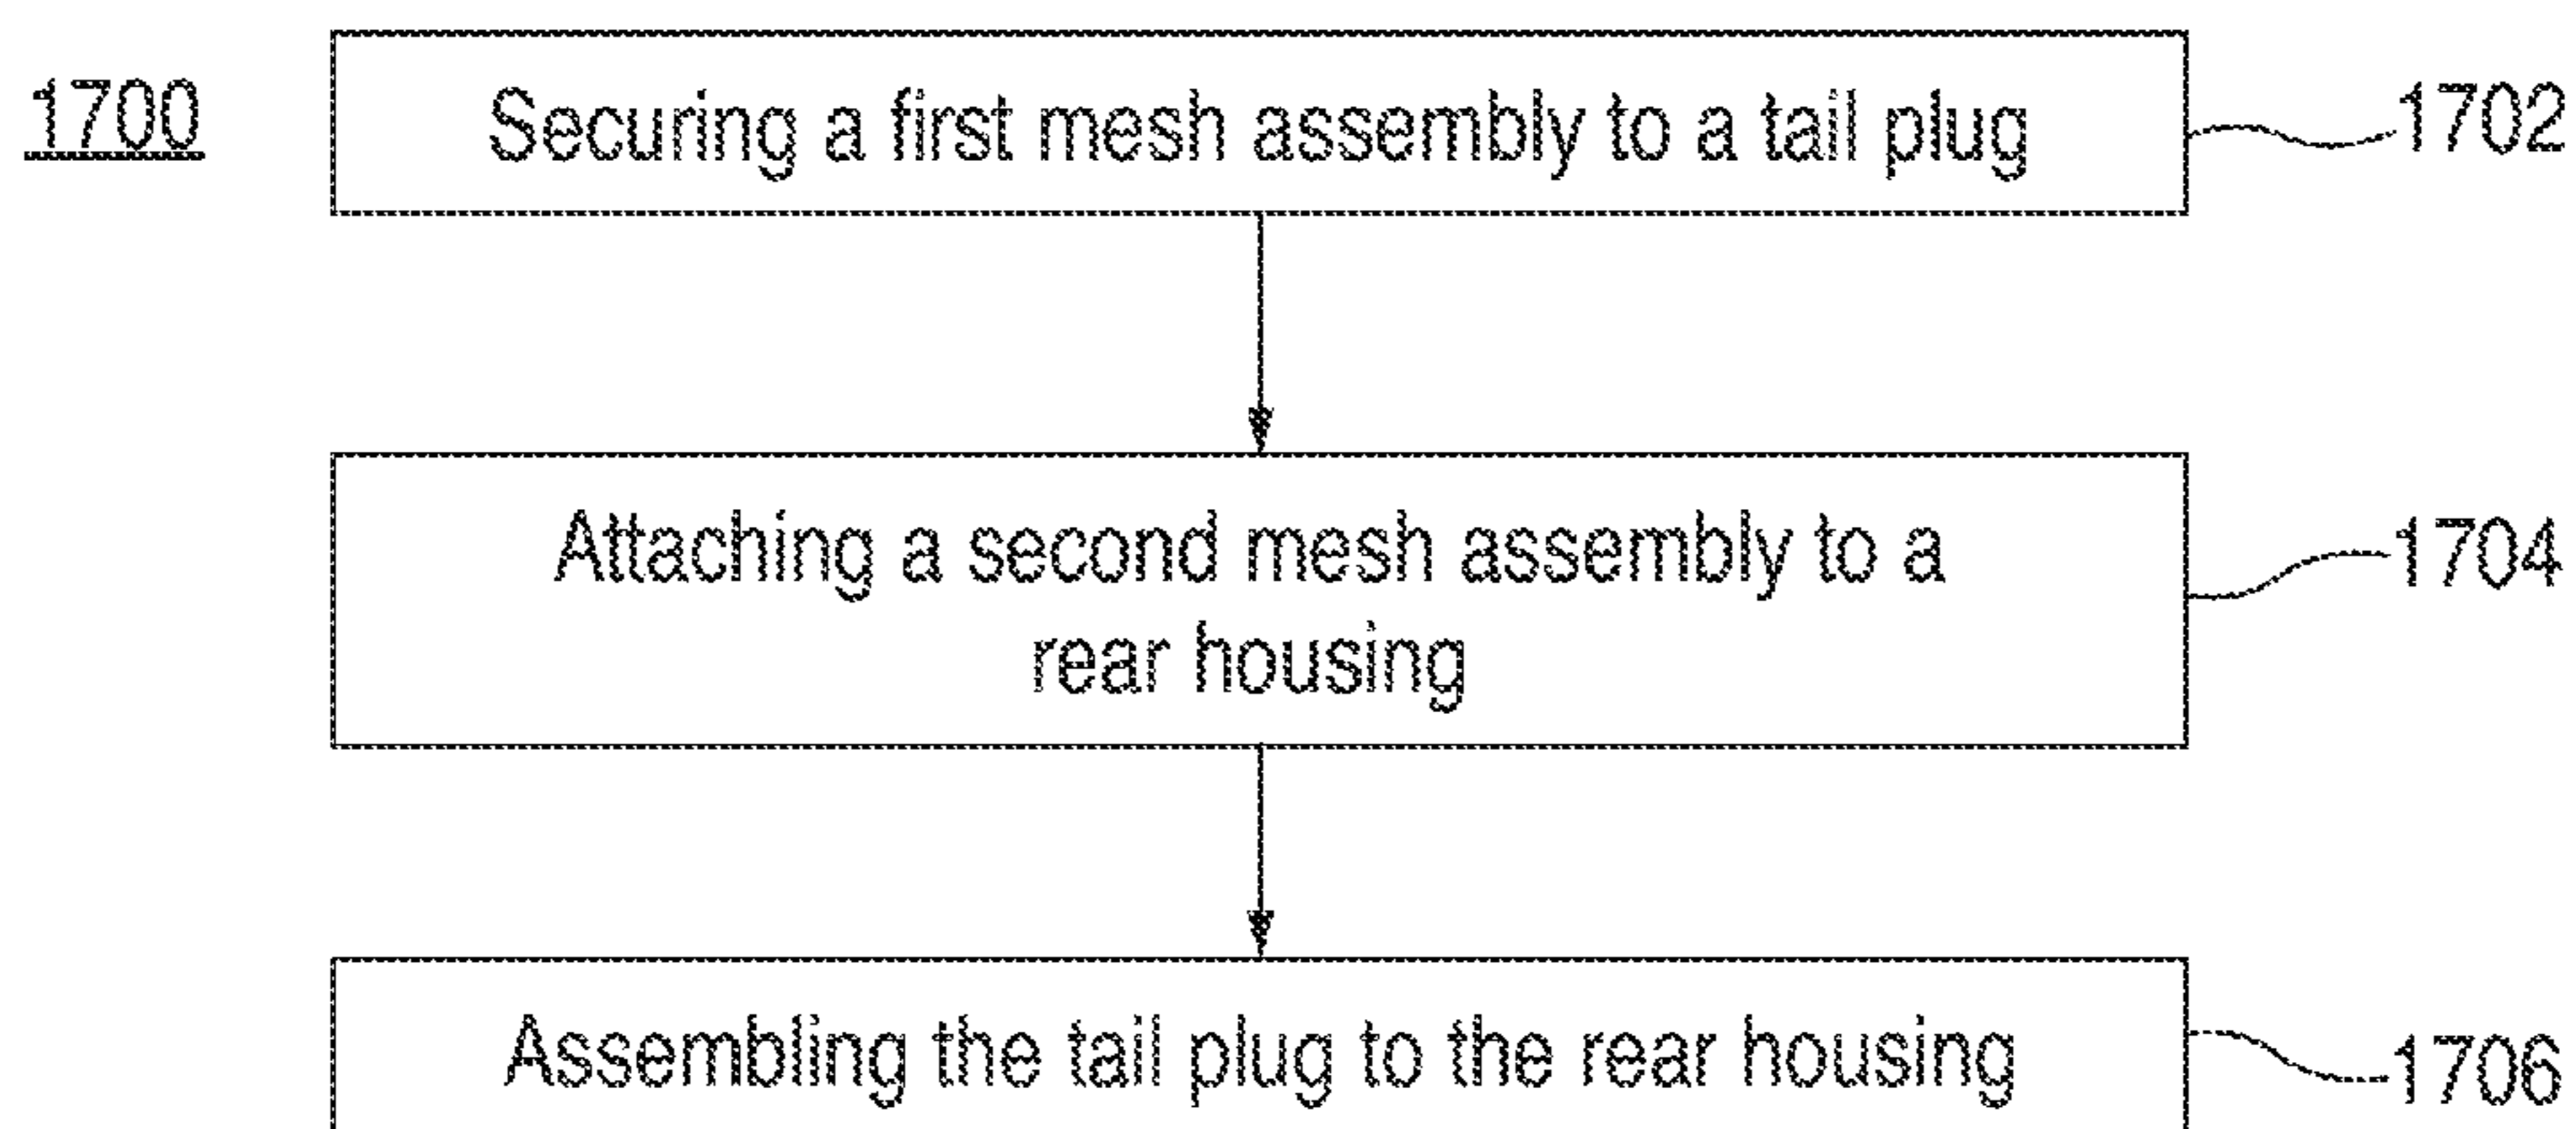 1700
Securing a first mesh assembly to a tail plug
1702
Attaching a second mesh assembly to a
rear housing
1704
Assembling the tail plug to the rear housing
1706